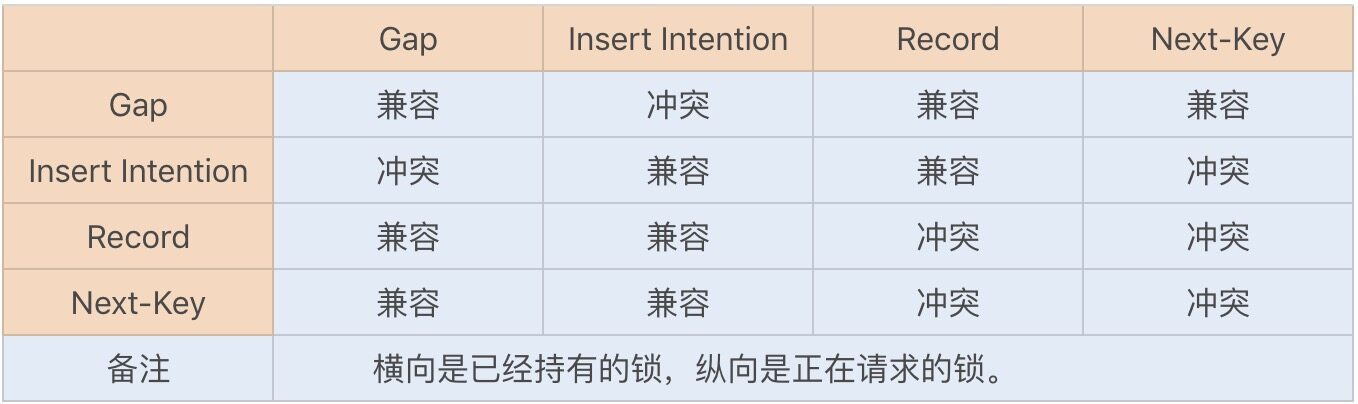 Gap Insert Intention Record Next-Key
Gap 兼容 冲突 兼容 兼容
Insert Intention 冲突 兼容 兼容 冲突
Record 兼容 兼容 冲突 冲突
Next-Key 兼容 兼容 冲突 冲突
备注 横向是已经持有的锁，纵向是正在请求的锁。